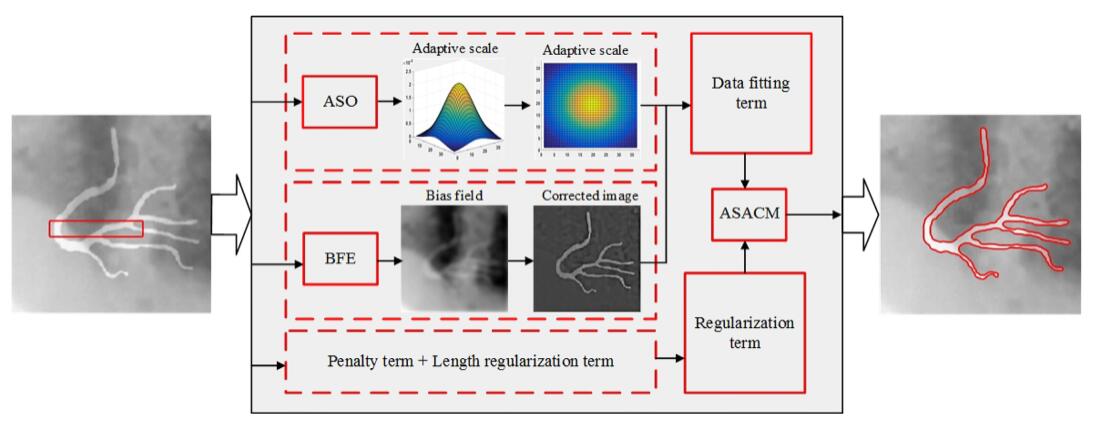 Adaptive scale
Adaptive scale
ASO
Data fitting
term
Bias field
Corrected image
ASACM
BFE
Regularization
term
Penalty term + Length regularization term